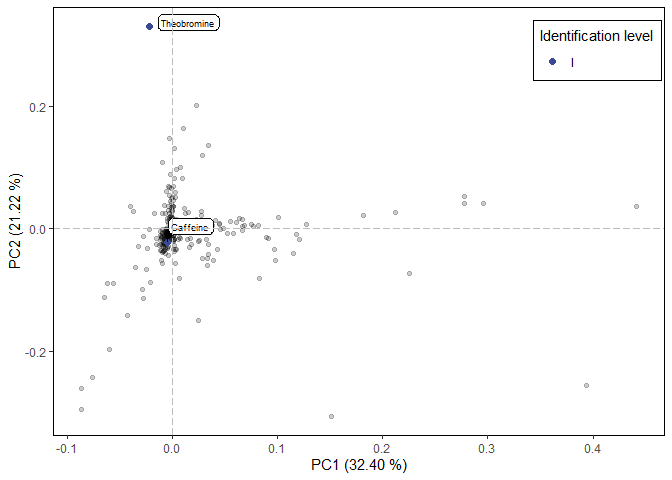 Theobromine
Identification level
I
0.2
Caffeine
0.0
-0.2
PC2 (21.22 %)
-0.1
0.0
0.1
0.2
0.3
0.4
PC1 (32.40 %)